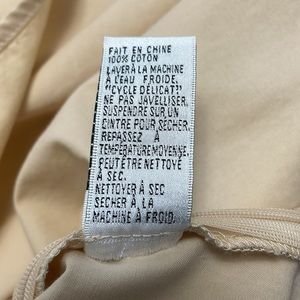 FAIT EN CHINE
100% COTON
LAVER À LA MACHINE
À L'EAU FROIDE.
"CYCLE DÉLICAT"
NE PAS JAVELLISER.
SUSPENDRE SUR UN
CINTRE POUR SÉCHER.
REPASSEZ À
TEMPÉRATURE MOYENNE.
PEUT ÊTRE NETTOYÉ
À SEC.
NETTOYER À SEC
SECHER À LA
MACHINE À FROID.